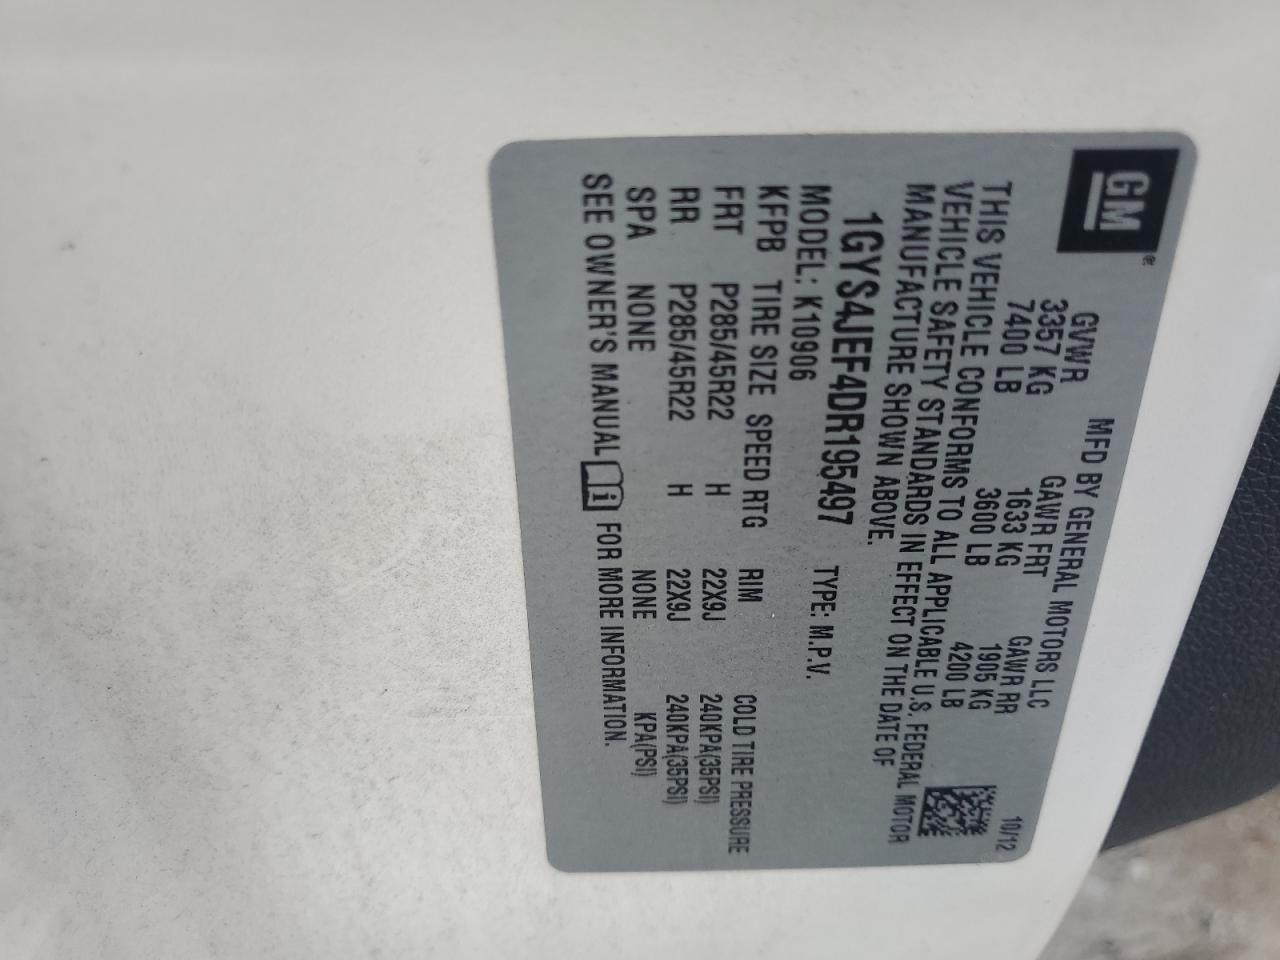 GM
MFD BY GENERAL MOTORS LLC 10/12
GVWR GAWR FRT GAWR RR
3357 KG 1633 KG 1905 KG
7400 LB 3600 LB 4200 LB
THIS VEHICLE CONFORMS TO ALL APPLICABLE U.S. FEDERAL MOTOR
VEHICLE SAFETY STANDARDS IN EFFECT ON THE DATE OF
MANUFACTURE SHOWN ABOVE.
1GYS4JEF4DR195497 TYPE: M.P.V.
MODEL: K10906
KFPB TIRE SIZE SPEED RTG RIM COLD TIRE PRESSURE
FRT P285/45R22 H 22X9J 240KPA(35PSI)
RR P285/45R22 H 22X9J 240KPA(35PSI)
SPA NONE NONE KPA(PSI)
SEE OWNER'S MANUAL i FOR MORE INFORMATION.